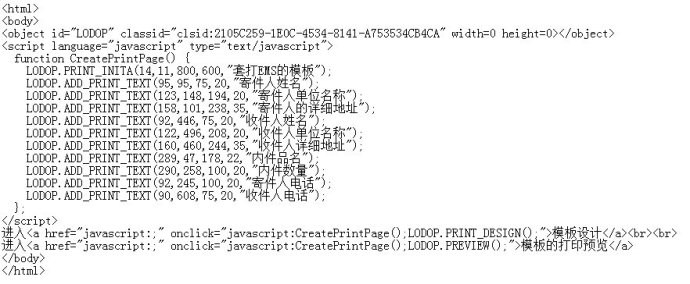 <html>
<body>
<object id="LODOP" classid="clsid:2105C259-1E0C-4534-8141-A753534CB4CA" width=0 height=0></object>
<script language="javascript" type="text/javascript">
  function CreatePrintPage() {
    LODOP.PRINT_INITA(14,11,800,600,"套打EMS的模板");
    LODOP.ADD_PRINT_TEXT(95,95,75,20,"寄件人姓名");
    LODOP.ADD_PRINT_TEXT(123,148,194,20,"寄件人单位名称");
    LODOP.ADD_PRINT_TEXT(158,101,238,35,"寄件人的详细地址");
    LODOP.ADD_PRINT_TEXT(92,446,75,20,"收件人姓名");
    LODOP.ADD_PRINT_TEXT(122,496,208,20,"收件人单位名称");
    LODOP.ADD_PRINT_TEXT(160,460,244,35,"收件人详细地址");
    LODOP.ADD_PRINT_TEXT(289,47,178,22,"内件品名");
    LODOP.ADD_PRINT_TEXT(290,258,100,20,"内件数量");
    LODOP.ADD_PRINT_TEXT(92,245,100,20,"寄件人电话");
    LODOP.ADD_PRINT_TEXT(90,608,75,20,"收件人电话");
  };
</script>
进入<a href="javascript:;" onclick="javascript:CreatePrintPage();LODOP.PRINT_DESIGN();">模板设计</a><br><br>
进入<a href="javascript:;" onclick="javascript:CreatePrintPage();LODOP.PREVIEW();">模板的打印预览</a>
</body>
</html>